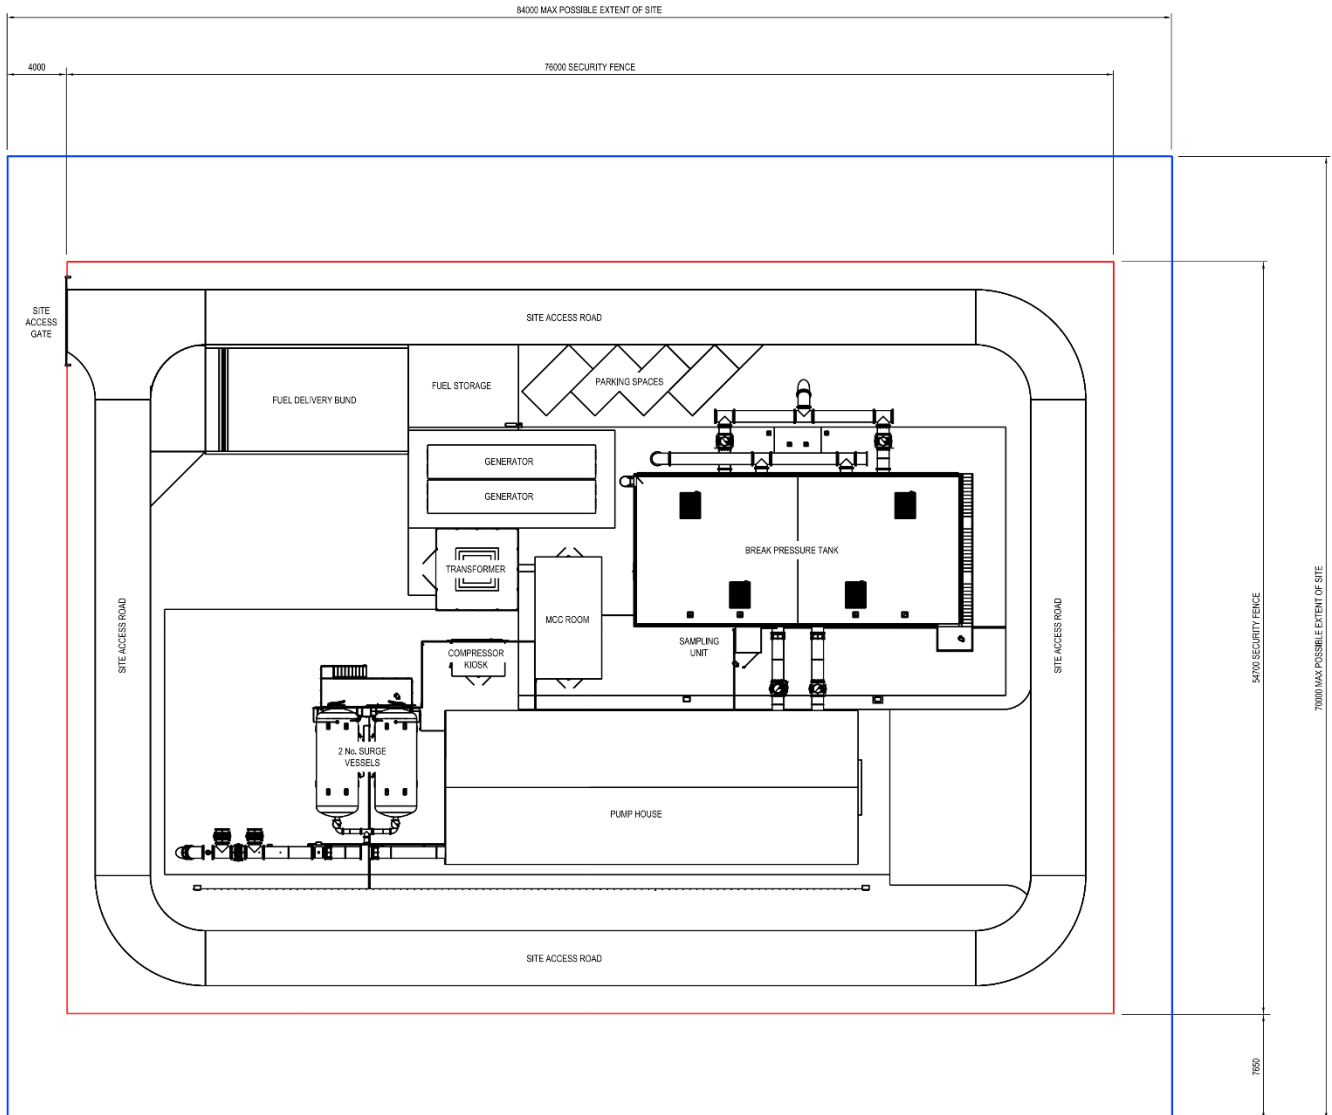 84000 MAX POSSIBLE EXTENT OF SITE
4000
76000 SECURITY FENCE
SITE
ACCESS
GATE
SITE ACCESS ROAD
FUEL DELIVERY BUND
FUEL STORAGE
PARKING SPACES
GENERATOR
GENERATOR
TRANSFORMER
BREAK PRESSURE TANK
MCC ROOM
SAMPLING
UNIT
COMPRESSOR
KIOSK
SITE ACCESS ROAD
SITE ACCESS ROAD
2 No. SURGE
VESSELS
PUMP HOUSE
SITE ACCESS ROAD
54700 SECURITY FENCE
70000 MAX POSSIBLE EXTENT OF SITE
7650